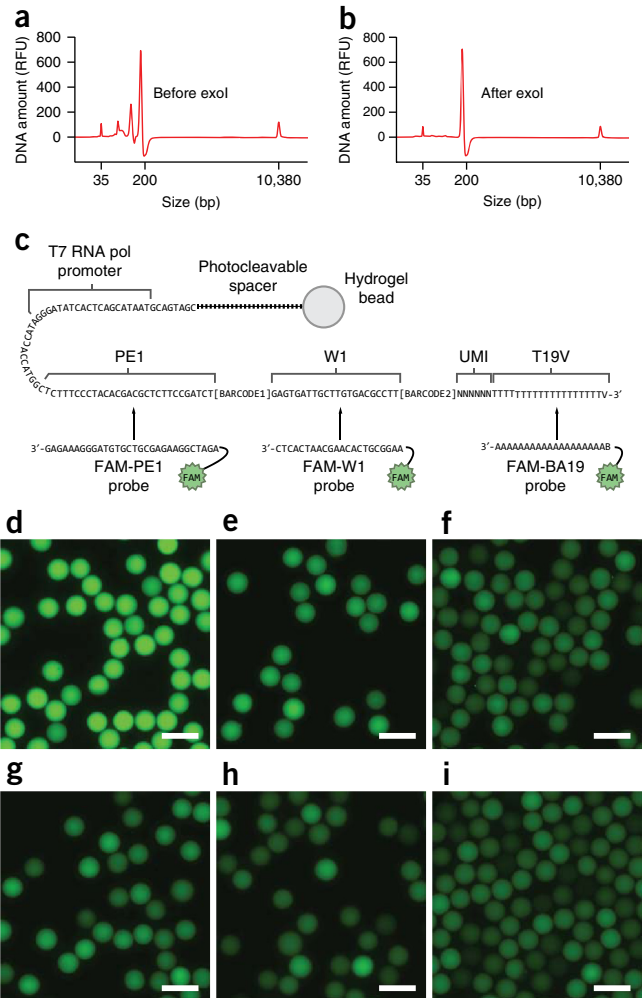 a
b
800
600
400
200
0
DNA amount (RFU)
Before exoI
35
200
10,380
Size (bp)
800
600
400
200
0
DNA amount (RFU)
After exoI
35
200
10,380
Size (bp)
c
T7 RNA pol
promoter
Photocleavable
spacer
Hydrogel
bead
CTCGGTACCACCATAGGGATATCACTCAGCATAATGCAGTAGC
PE1
W1
UMI
T19V
CTTTCCCTACACGACGCTCTTCCGATCT[BARCODE1]GAGTGATTGCTTGTGACGCCTT[BARCODE2]NNNNNNTTTTTTTTTTTTTTTTTTTV-3′
3′-GAGAAAGGGATGTGCTGCGAGAAGGCTAGA
3′-CTCACTAACGAACACTGCGGAA
3′-AAAAAAAAAAAAAAAAAAAB
FAM-PE1
probe
FAM
FAM-W1
probe
FAM
FAM-BA19
probe
FAM
d
e
f
g
h
i